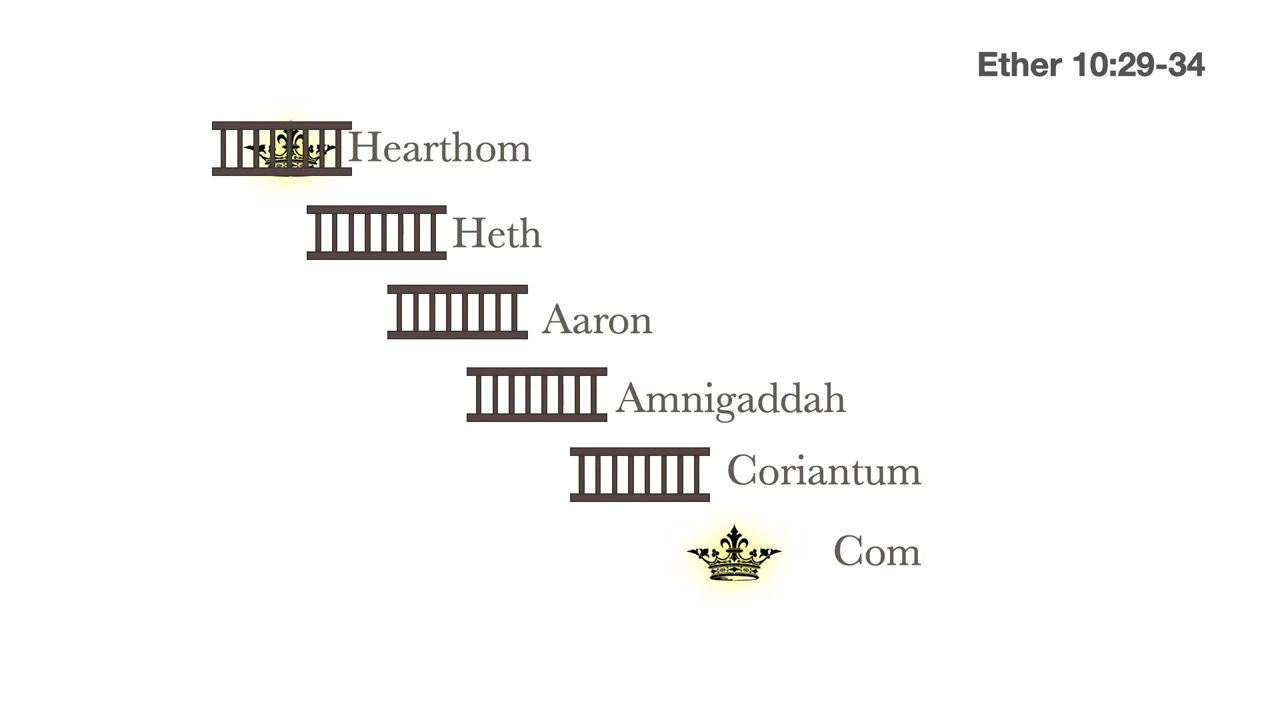 Ether 10:29-34
Hearthom
Heth
Aaron
Amnigaddah
Coriantum
Com